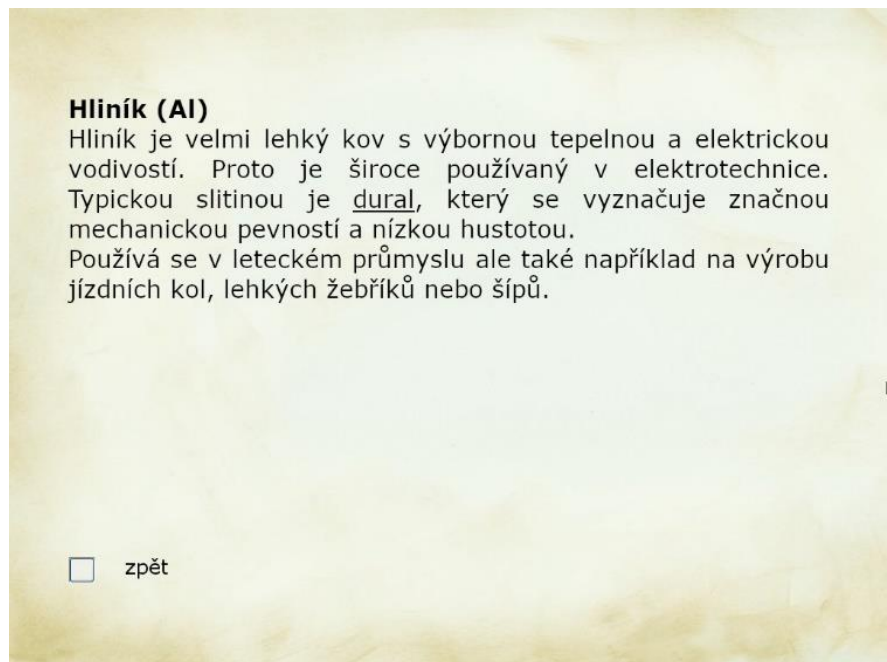 Hliník (Al)
Hliník je velmi lehký kov s výbornou tepelnou a elektrickou
vodivostí. Proto je široce používaný v elektrotechnice.
Typickou slitinou je dural, který se vyznačuje značnou
mechanickou pevností a nízkou hustotou.
Používá se v leteckém průmyslu ale také například na výrobu
jízdních kol, lehkých žebříků nebo šípů.
zpět